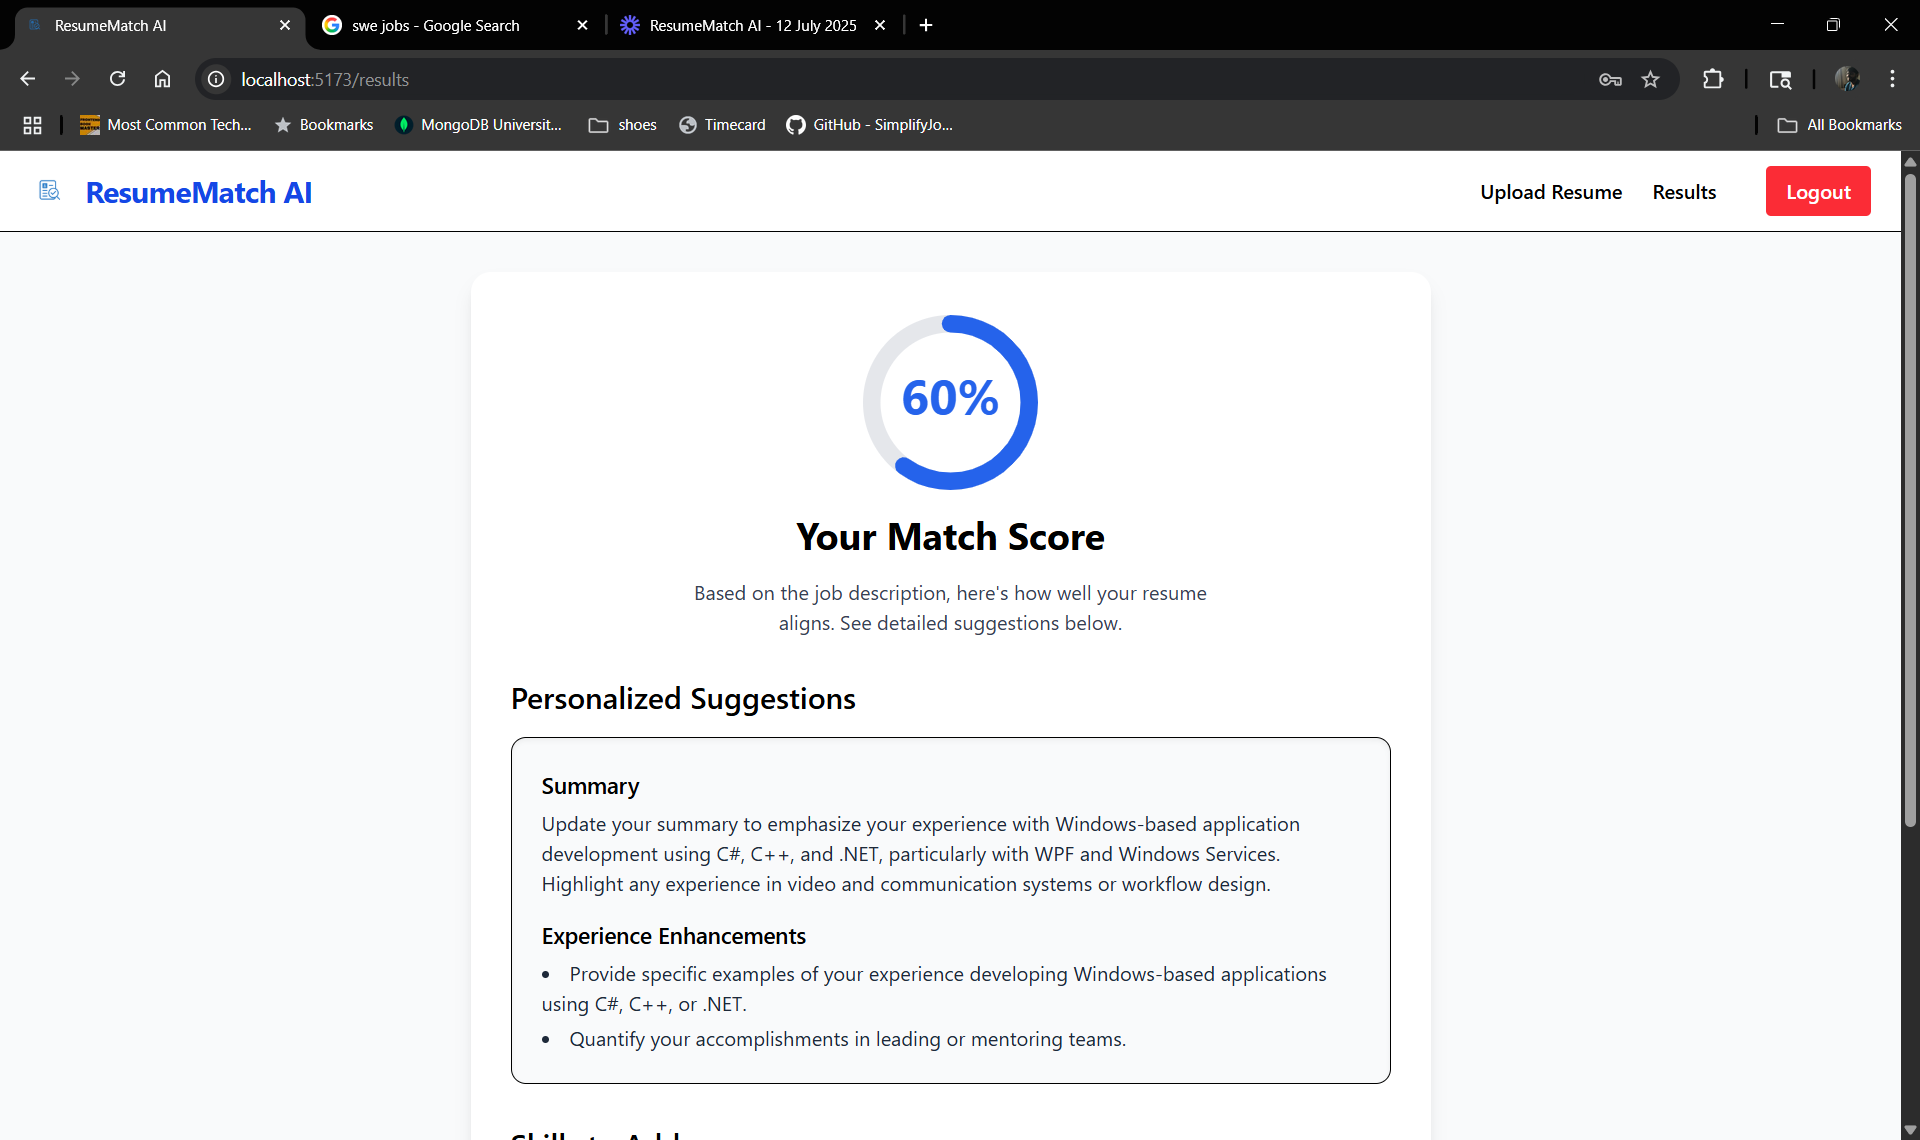 ResumeMatch AI
swe jobs - Google Search
ResumeMatch AI - 12 July 2025
localhost:5173/results
Most Common Tech...
Bookmarks
MongoDB Universit...
shoes
Timecard
GitHub - SimplifyJo...
All Bookmarks
ResumeMatch AI
Upload Resume
Results
Logout
60%
Your Match Score
Based on the job description, here's how well your resume
aligns. See detailed suggestions below.
Personalized Suggestions
Summary
Update your summary to emphasize your experience with Windows-based application
development using C#, C++, and .NET, particularly with WPF and Windows Services.
Highlight any experience in video and communication systems or workflow design.
Experience Enhancements
• Provide specific examples of your experience developing Windows-based applications
using C#, C++, or .NET.
• Quantify your accomplishments in leading or mentoring teams.